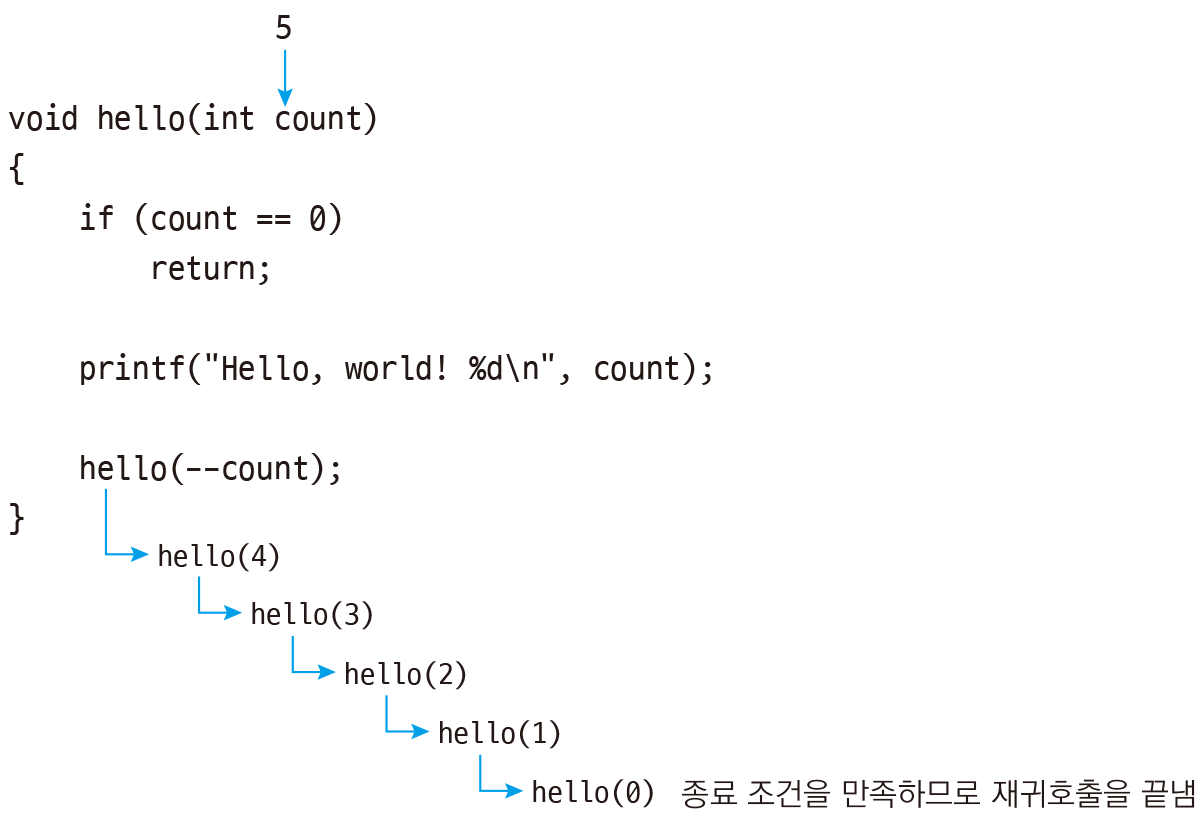 5
void hello(int count)
{
    if (count == 0)
        return;
    printf("Hello, world! %d\n", count);
    hello(--count);
}
hello(4)
hello(3)
hello(2)
hello(1)
hello(0) 종료 조건을 만족하므로 재귀호출을 끝냄